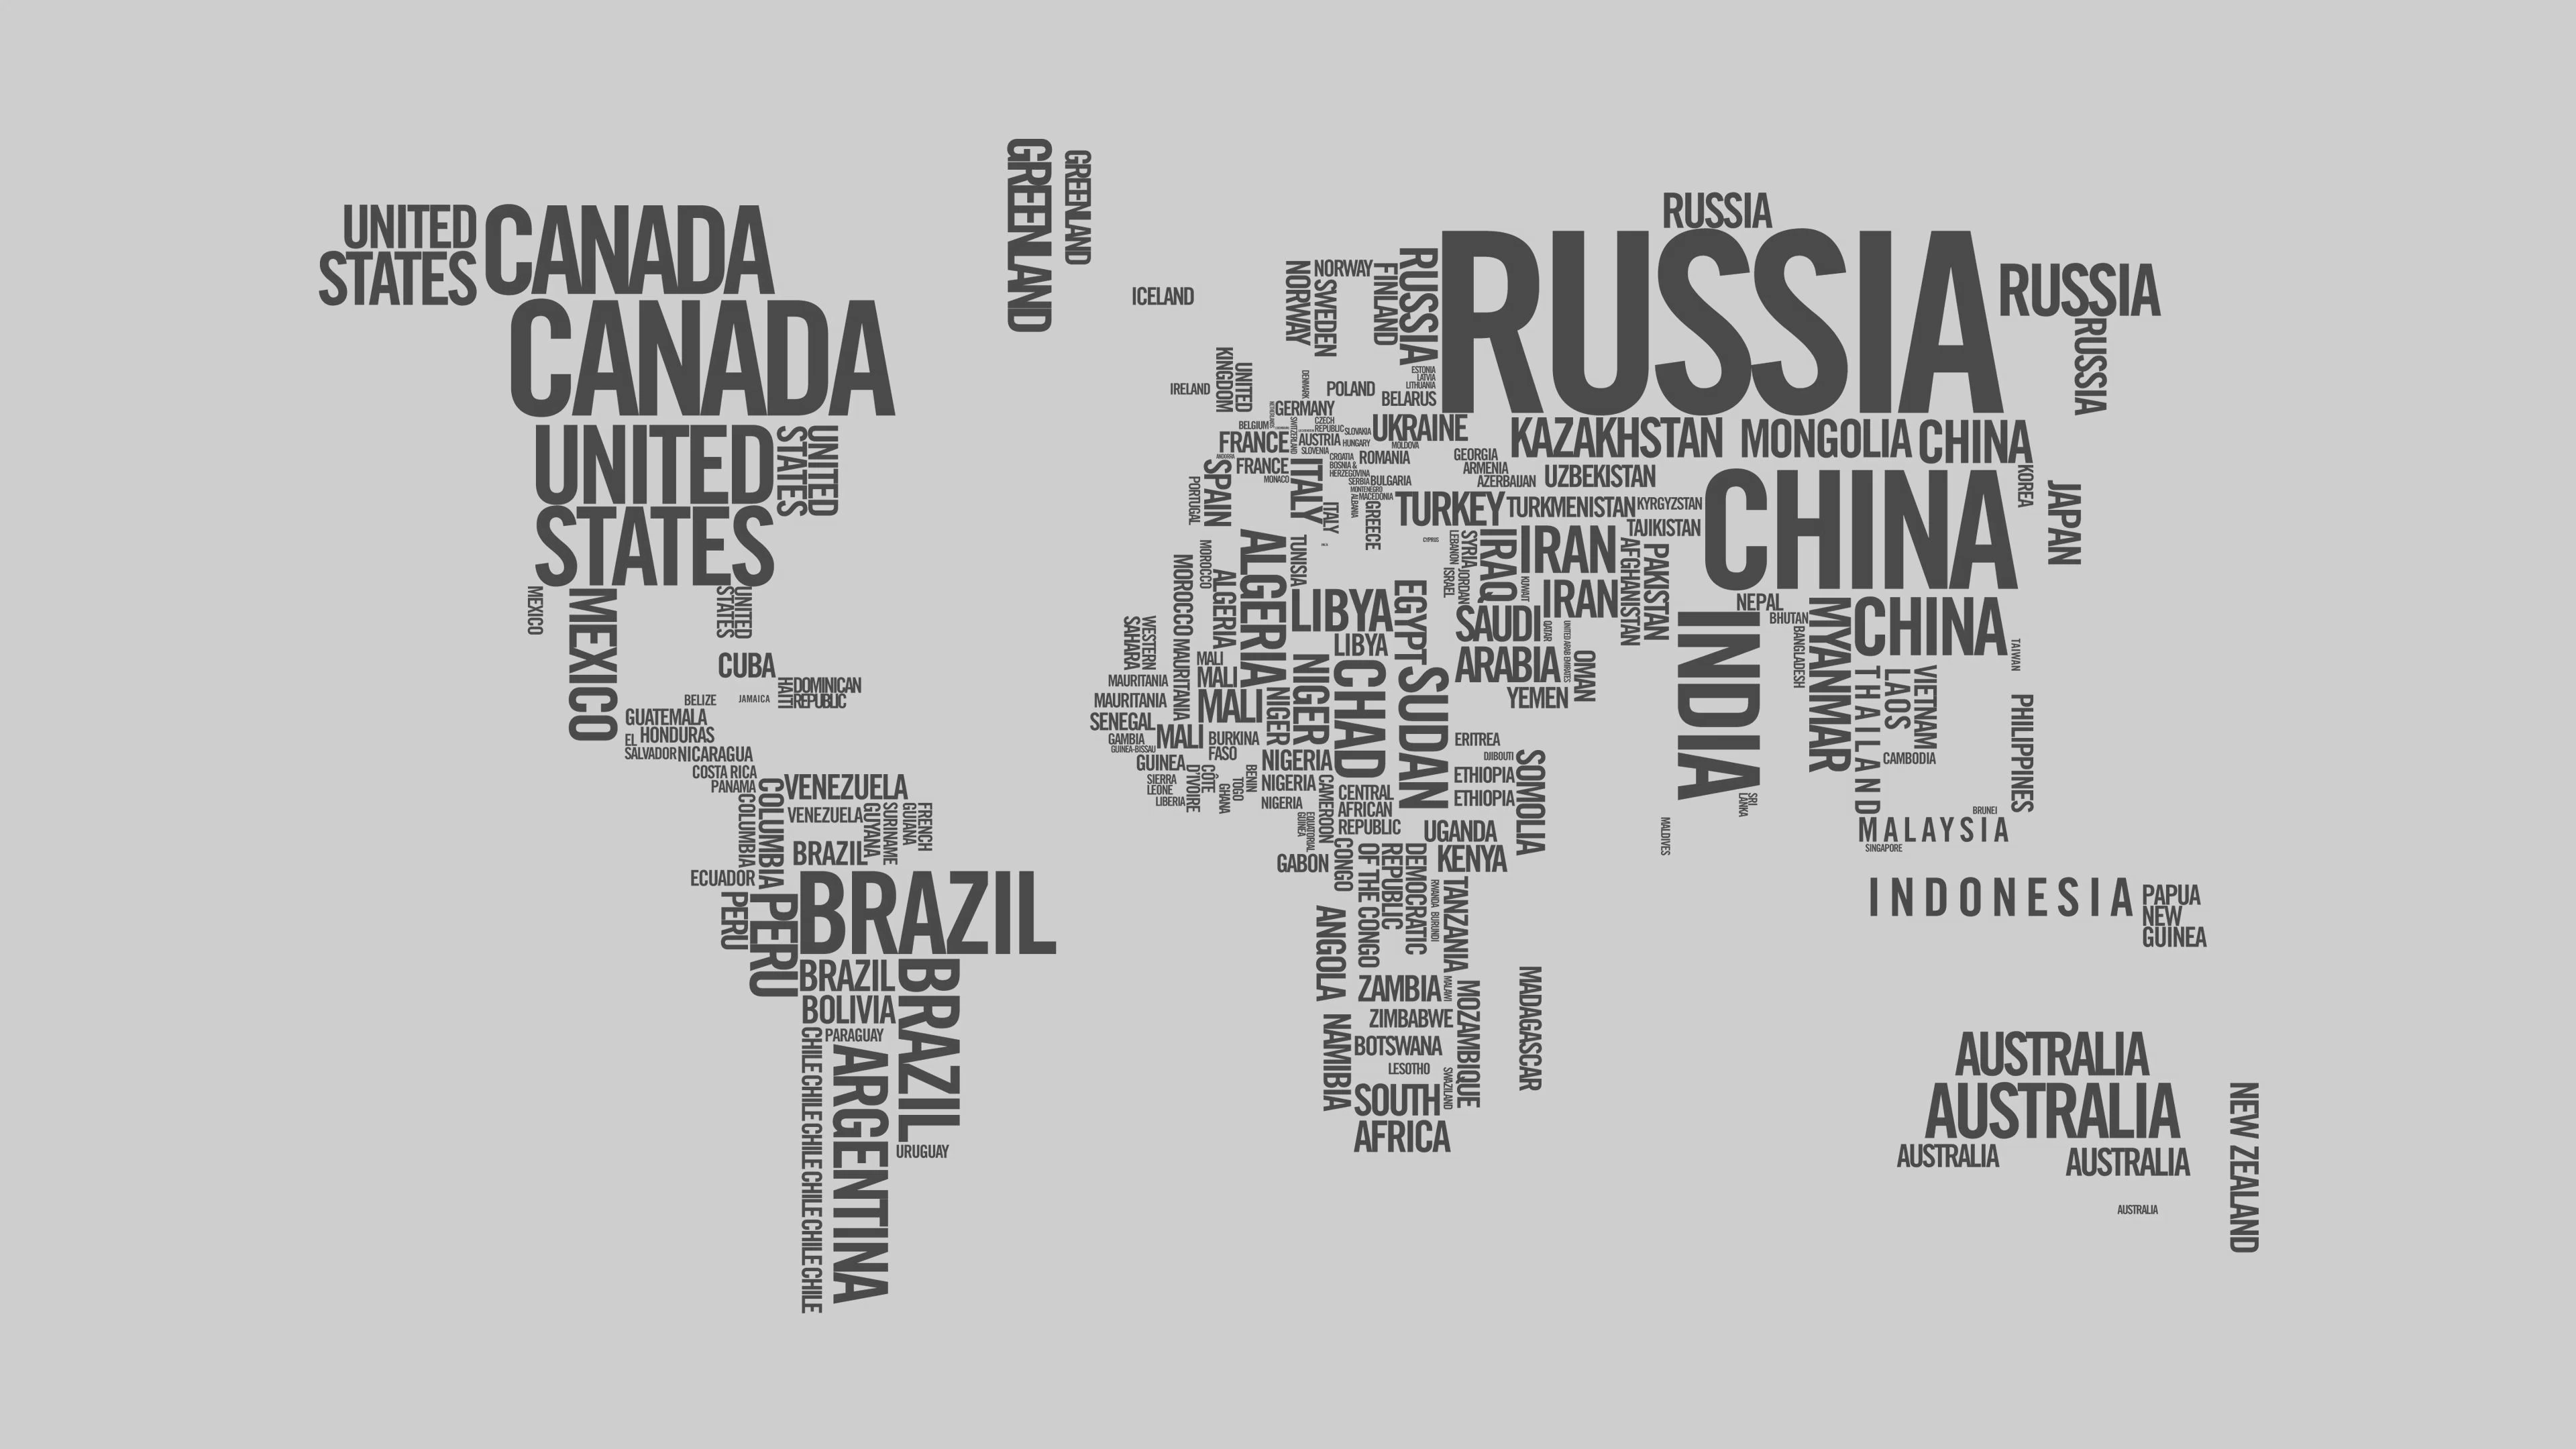 GREENLAND
GREENLAND
UNITED
STATES
CANADA
CANADA
UNITED
STATES
UNITED
STATES
MEXICO
MEXICO
UNITED
STATES
CUBA
HAITI
DOMINICAN
REPUBLIC
BELIZE
JAMAICA
GUATEMALA
EL
SALVADOR
HONDURAS
NICARAGUA
COSTA RICA
PANAMA
COLUMBIA
COLUMBIA
VENEZUELA
VENEZUELA
GUYANA
SURINAME
FRENCH
GUIANA
BRAZIL
ECUADOR
PERU
PERU
BRAZIL
BRAZIL
BRAZIL
BOLIVIA
PARAGUAY
CHILE CHILE CHILE CHILE CHILE CHILE
ARGENTINA
URUGUAY
ICELAND
NORWAY
NORWAY
SWEDEN
FINLAND
RUSSIA
RUSSIA
RUSSIA
RUSSIA
RUSSIA
ESTONIA
LATVIA
LITHUANIA
IRELAND
UNITED
KINGDOM
DENMARK
POLAND
BELARUS
NETHERLANDS
GERMANY
BELGIUM
CZECH
REPUBLIC
SLOVAKIA
UKRAINE
FRANCE
SWITZERLAND
AUSTRIA
HUNGARY
MOLDOVA
SLOVENIA
ANDORRA
FRANCE
MONACO
CROATIA
ROMANIA
BOSNIA &
HERZEGOVINA
SERBIA
BULGARIA
MONTENEGRO
MACEDONIA
ALBANIA
PORTUGAL
SPAIN
ITALY
ITALY
GREECE
CYPRUS
GEORGIA
ARMENIA
AZERBAIJAN
KAZAKHSTAN
MONGOLIA
CHINA
UZBEKISTAN
TURKEY
TURKMENISTAN
KYRGYZSTAN
TAJIKISTAN
CHINA
CHINA
KOREA
JAPAN
SYRIA
LEBANON
ISRAEL
JORDAN
IRAQ
IRAN
IRAN
KUWAIT
AFGHANISTAN
PAKISTAN
SAUDI
ARABIA
QATAR
UNITED ARAB EMIRATES
OMAN
YEMEN
INDIA
NEPAL
BHUTAN
BANGLADESH
MYANMAR
THAILAND
LAOS
VIETNAM
CAMBODIA
TAIWAN
PHILIPPINES
SRI
LANKA
MALDIVES
BRUNEI
MALAYSIA
SINGAPORE
INDONESIA
PAPUA
NEW
GUINEA
MOROCCO
MOROCCO
ALGERIA
ALGERIA
TUNISIA
LIBYA
LIBYA
EGYPT
WESTERN
SAHARA
MAURITANIA
MAURITANIA
MAURITANIA
MALI
MALI
MALI
MALI
NIGER
NIGER
CHAD
SUDAN
SENEGAL
GAMBIA
GUINEA-BISSAU
GUINEA
SIERRA
LEONE
LIBERIA
CÔTE
D'IVOIRE
BURKINA
FASO
GHANA
TOGO
BENIN
NIGERIA
NIGERIA
NIGERIA
CAMEROON
CENTRAL
AFRICAN
REPUBLIC
ERITREA
DJIBOUTI
ETHIOPIA
ETHIOPIA
SOMOLIA
EQUATORIAL
GUINEA
GABON
CONGO
DEMOCRATIC
REPUBLIC
OF THE CONGO
UGANDA
KENYA
RWANDA
BURUNDI
TANZANIA
ANGOLA
ZAMBIA
MALAWI
MOZAMBIQUE
ZIMBABWE
NAMIBIA
BOTSWANA
LESOTHO
SWAZILAND
SOUTH
AFRICA
MADAGASCAR
AUSTRALIA
AUSTRALIA
AUSTRALIA
AUSTRALIA
AUSTRALIA
NEW ZEALAND